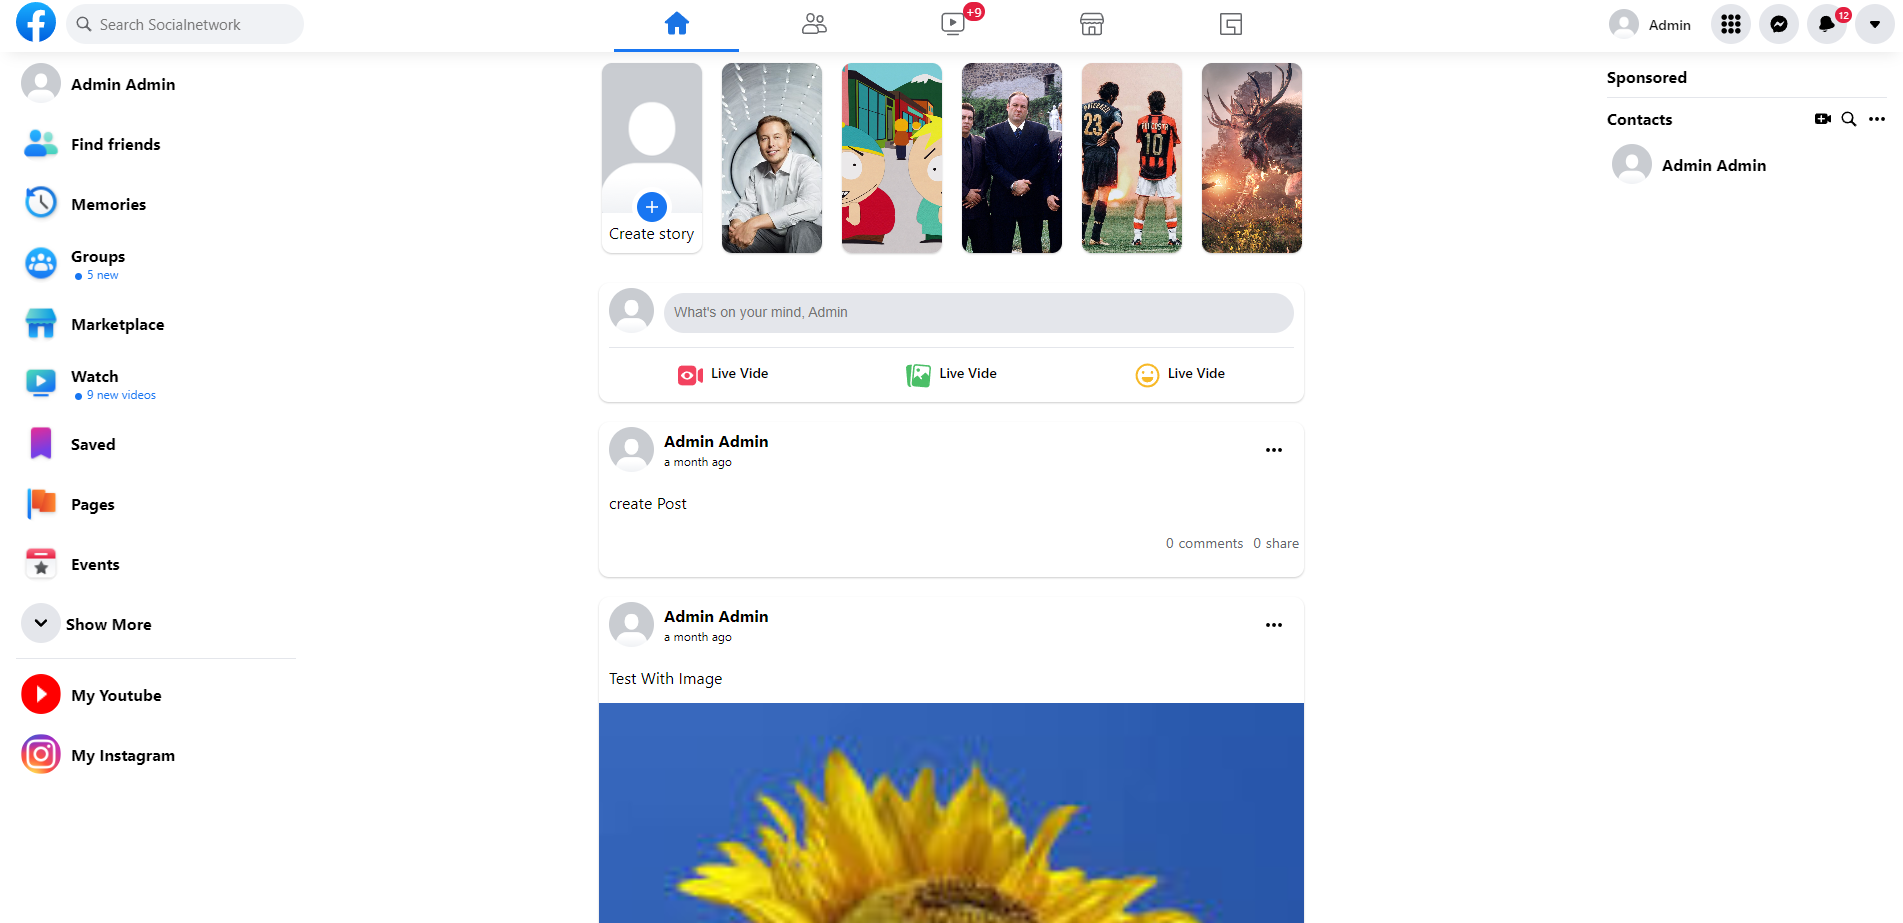 Search Socialnetwork
+9
Admin
12
Admin Admin
Find friends
Memories
Groups
5 new
Marketplace
Watch
9 new videos
Saved
Pages
Events
Show More
My Youtube
My Instagram
Create story
23
10
What's on your mind, Admin
Live Vide
Live Vide
Live Vide
Admin Admin
a month ago
create Post
0 comments 0 share
Admin Admin
a month ago
Test With Image
Sponsored
Contacts
Admin Admin